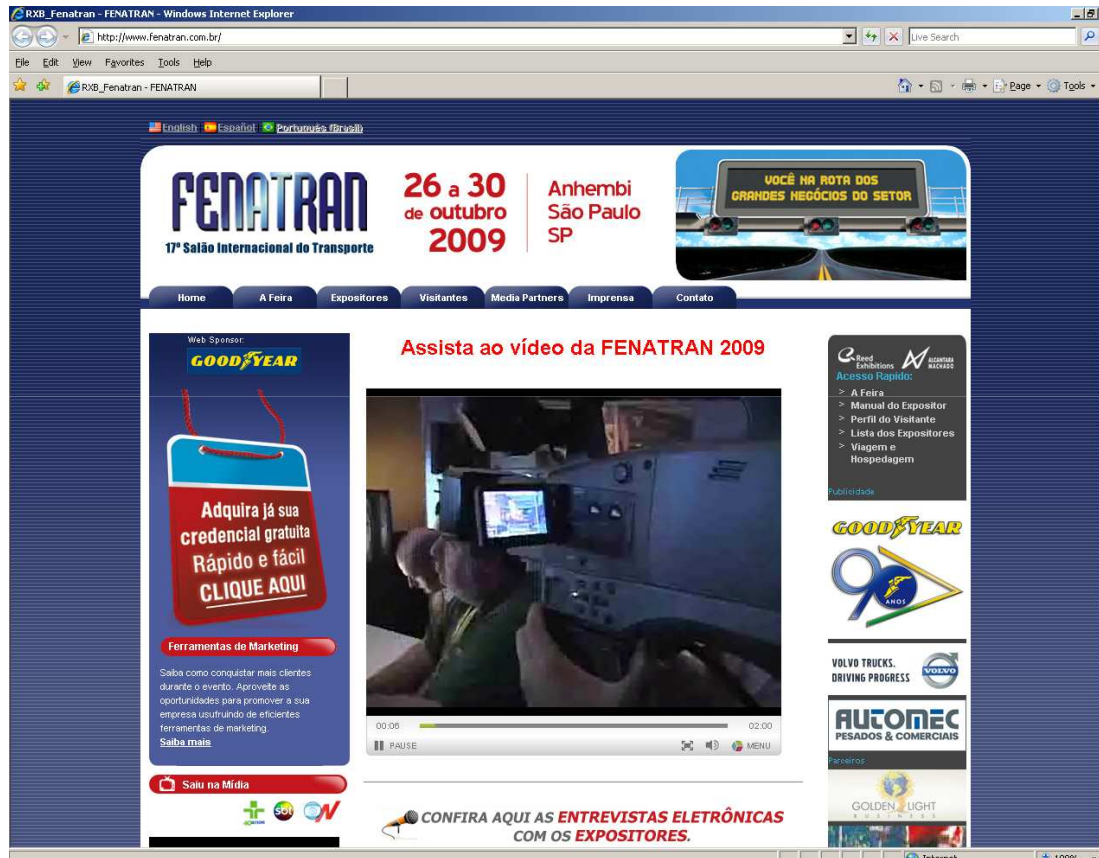 RXB_Fenatran - FENATRAN - Windows Internet Explorer
http://www.fenatran.com.br/
Live Search
File Edit View Favorites Tools Help
RXB_Fenatran - FENATRAN
Page Tools
English Español Português (Brasil)
FENATRAN
17º Salão Internacional do Transporte
26 a 30
de outubro
2009
Anhembi
São Paulo
SP
VOCÊ NA ROTA DOS
GRANDES NEGÓCIOS DO SETOR
Home A Feira Expositores Visitantes Media Partners Imprensa Contato
Web Sponsor:
GOODYEAR
Adquira já sua
credencial gratuita
Rápido e fácil
CLIQUE AQUI
Ferramentas de Marketing
Saiba como conquistar mais clientes
durante o evento. Aproveite as
oportunidades para promover a sua
empresa usufruindo de eficientes
ferramentas de marketing.
Saiba mais
Saiu na Mídia
sbt
Assista ao vídeo da FENATRAN 2009
00:06 02:00
PAUSE MENU
CONFIRA AQUI AS ENTREVISTAS ELETRÔNICAS
COM OS EXPOSITORES.
Reed
Exhibitions
ALCANTARA
MACHADO
Acesso Rapido:
> A Feira
> Manual do Expositor
> Perfil do Visitante
> Lista dos Expositores
> Viagem e
Hospedagem
Publicidade
GOODYEAR
90
ANOS
VOLVO TRUCKS.
DRIVING PROGRESS
VOLVO
AUTOMEC
PESADOS & COMERCIAIS
Parceiros
GOLDEN LIGHT
BUSINESS
Internet 100%